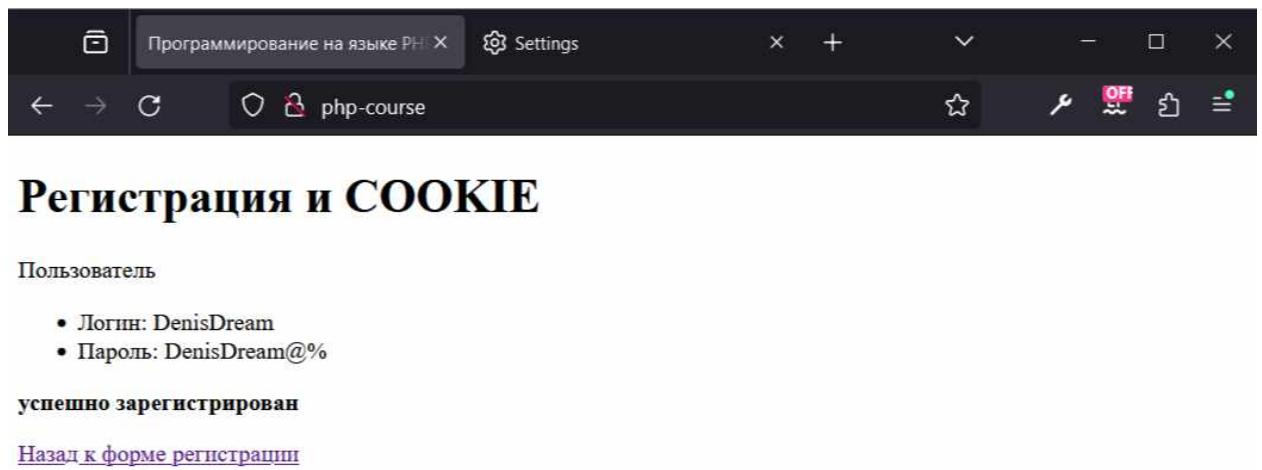 Программирование на языке PH
Settings
php-course
OFF
Регистрация и COOKIE
Пользователь
• Логин: DenisDream
• Пароль: DenisDream@%
успешно зарегистрирован
Назад к форме регистрации